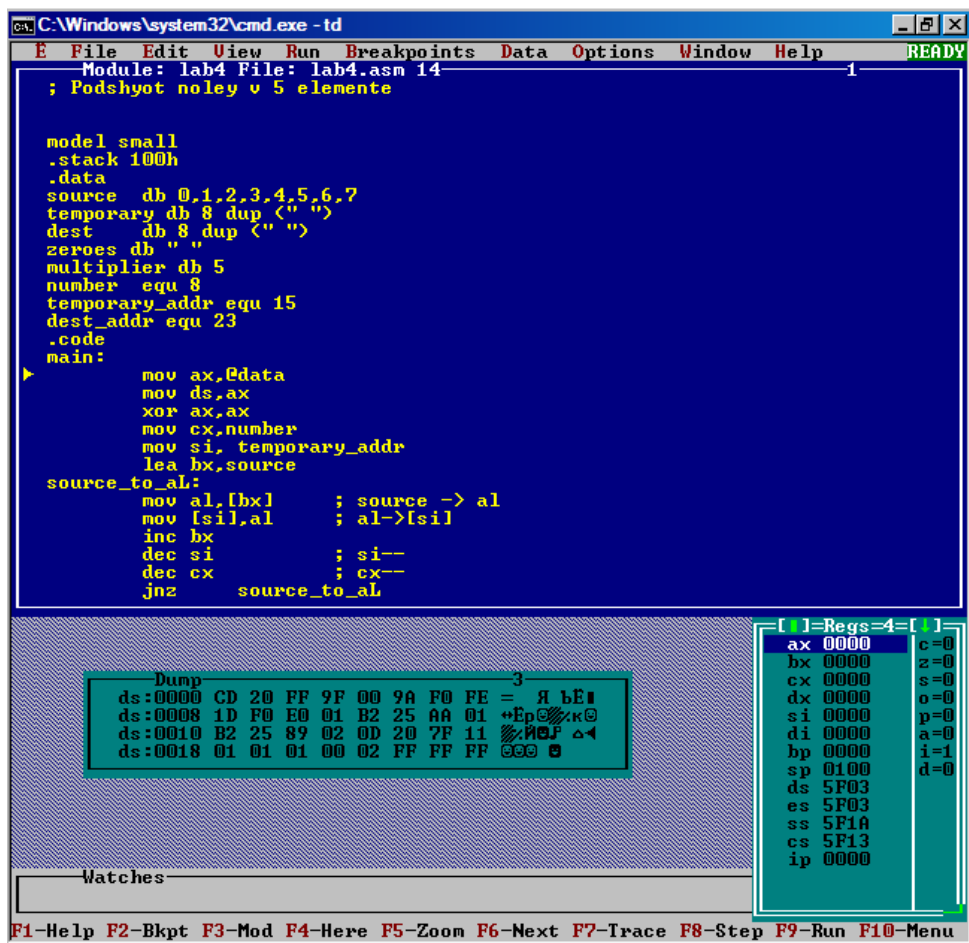 C:\Windows\system32\cmd.exe - td
Ë File Edit View Run Breakpoints Data Options Window Help READY
Module: lab4 File: lab4.asm 14 1
; Podshyot noley v 5 elemente
model small
.stack 100h
.data
source db 0,1,2,3,4,5,6,7
temporary db 8 dup (" ")
dest db 8 dup (" ")
zeroes db " "
multiplier db 5
number equ 8
temporary_addr equ 15
dest_addr equ 23
.code
main:
mov ax,@data
mov ds,ax
xor ax,ax
mov cx,number
mov si, temporary_addr
lea bx,source
source_to_aL:
mov al,[bx] ; source -> al
mov [si],al ; al->[si]
inc bx
dec si ; si--
dec cx ; cx--
jnz source_to_aL
Dump 3
ds:0000 CD 20 FF 9F 00 9A F0 FE = Я ЪЁ
ds:0008 1D F0 E0 01 B2 25 AA 01 ↔Ёр☺▓%к☺
ds:0010 B2 25 89 02 0D 20 7F 11 ▓%Й☻♪ ⌂◄
ds:0018 01 01 01 00 02 FF FF FF ☺☺☺ ☻
[ ]=Regs=4=[↓]
ax 0000 c=0
bx 0000 z=0
cx 0000 s=0
dx 0000 o=0
si 0000 p=0
di 0000 a=0
bp 0000 i=1
sp 0100 d=0
ds 5F03
es 5F03
ss 5F1A
cs 5F13
ip 0000
Watches
F1-Help F2-Bkpt F3-Mod F4-Here F5-Zoom F6-Next F7-Trace F8-Step F9-Run F10-Menu